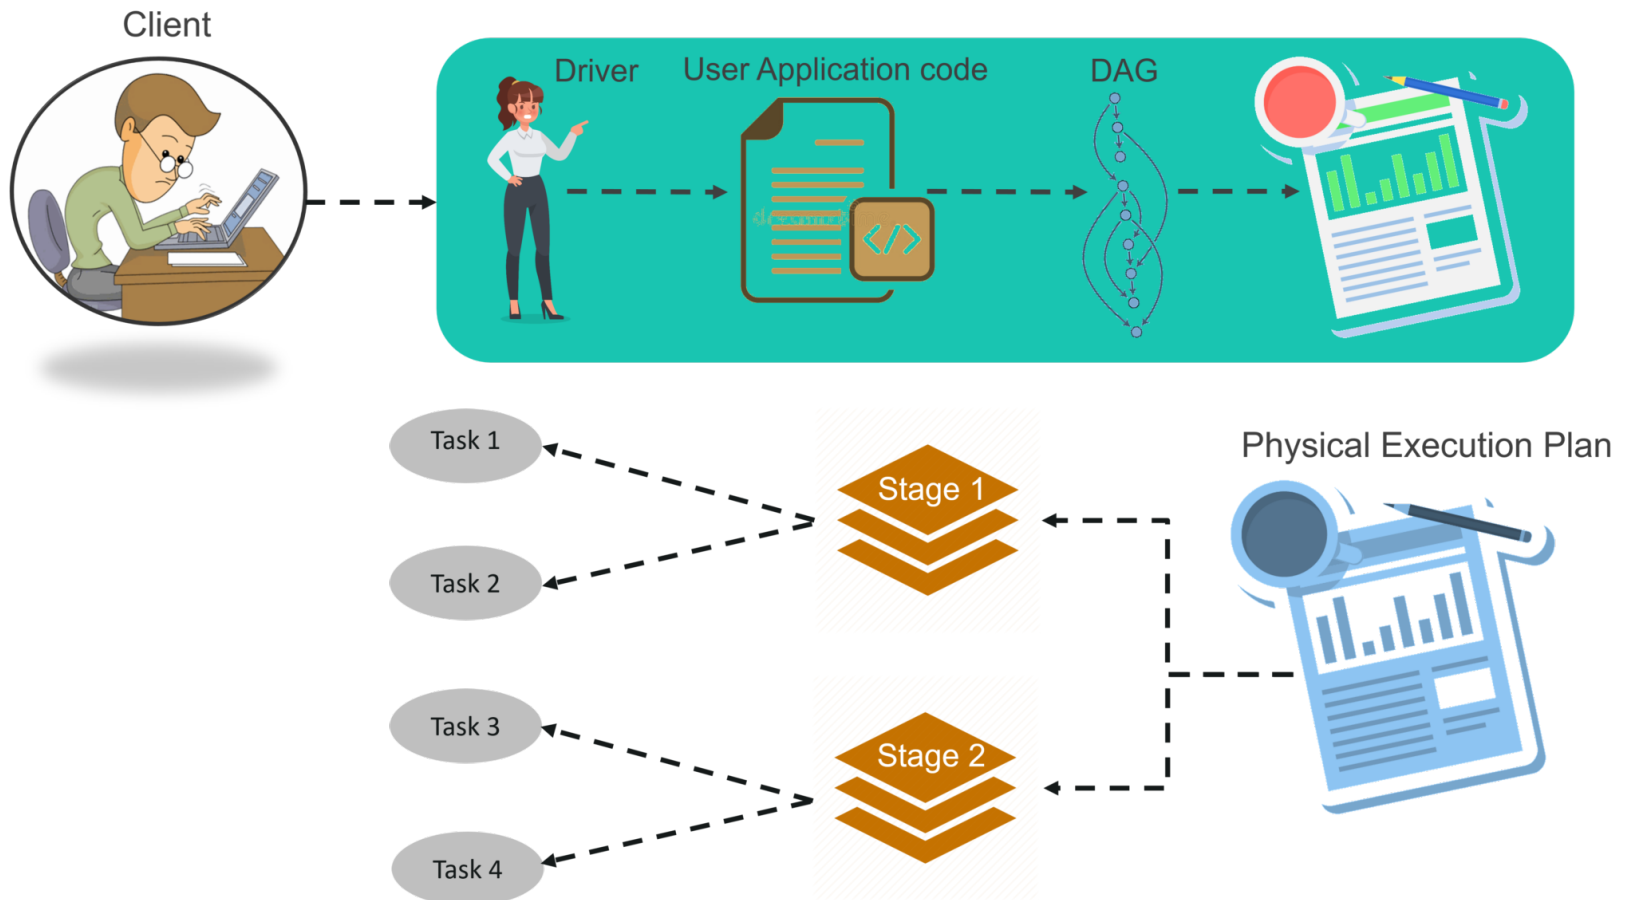 Client
Driver
User Application code
DAG
</>
Physical Execution Plan
Task 1
Stage 1
Task 2
Task 3
Stage 2
Task 4